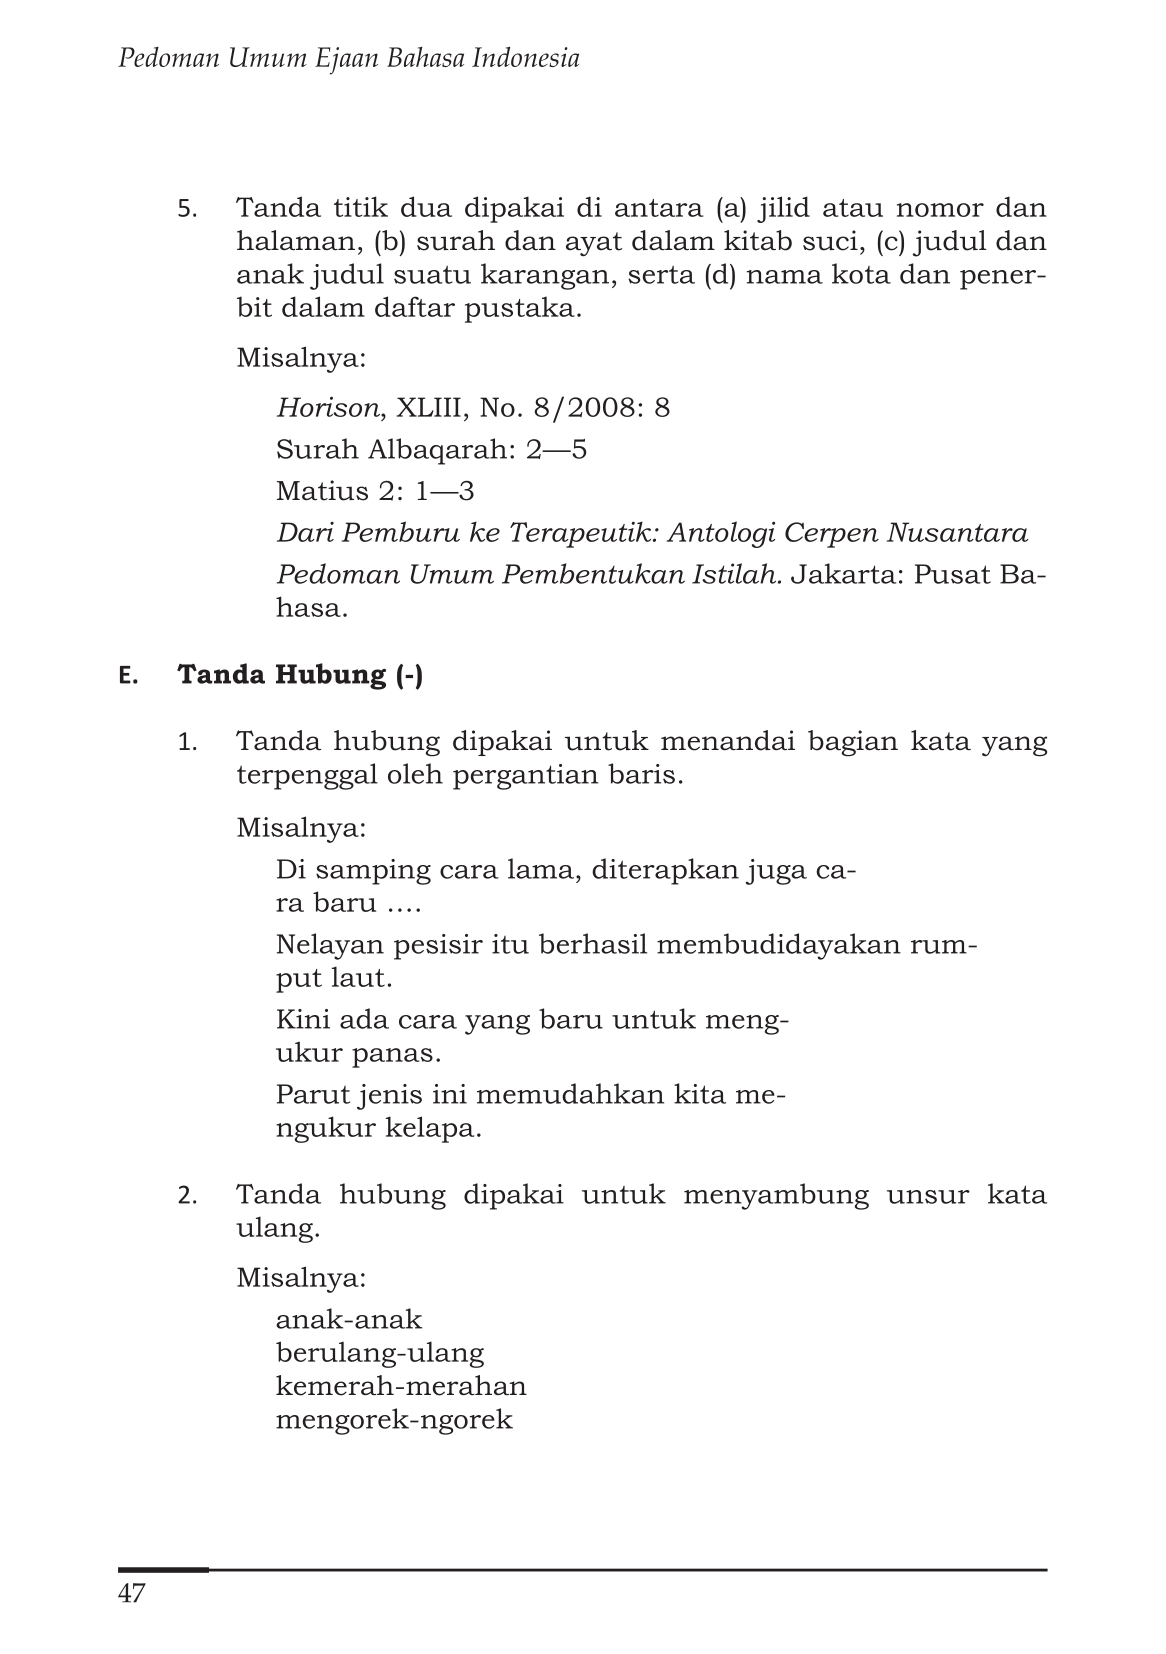 Pedoman Umum Ejaan Bahasa Indonesia
5. Tanda titik dua dipakai di antara (a) jilid atau nomor dan
halaman, (b) surah dan ayat dalam kitab suci, (c) judul dan
anak judul suatu karangan, serta (d) nama kota dan pener-
bit dalam daftar pustaka.
Misalnya:
Horison, XLIII, No. 8/2008: 8
Surah Albaqarah: 2—5
Matius 2: 1—3
Dari Pemburu ke Terapeutik: Antologi Cerpen Nusantara
Pedoman Umum Pembentukan Istilah. Jakarta: Pusat Ba-
hasa.
E. Tanda Hubung (-)
1. Tanda hubung dipakai untuk menandai bagian kata yang
terpenggal oleh pergantian baris.
Misalnya:
Di samping cara lama, diterapkan juga ca-
ra baru ....
Nelayan pesisir itu berhasil membudidayakan rum-
put laut.
Kini ada cara yang baru untuk meng-
ukur panas.
Parut jenis ini memudahkan kita me-
ngukur kelapa.
2. Tanda hubung dipakai untuk menyambung unsur kata
ulang.
Misalnya:
anak-anak
berulang-ulang
kemerah-merahan
mengorek-ngorek
47